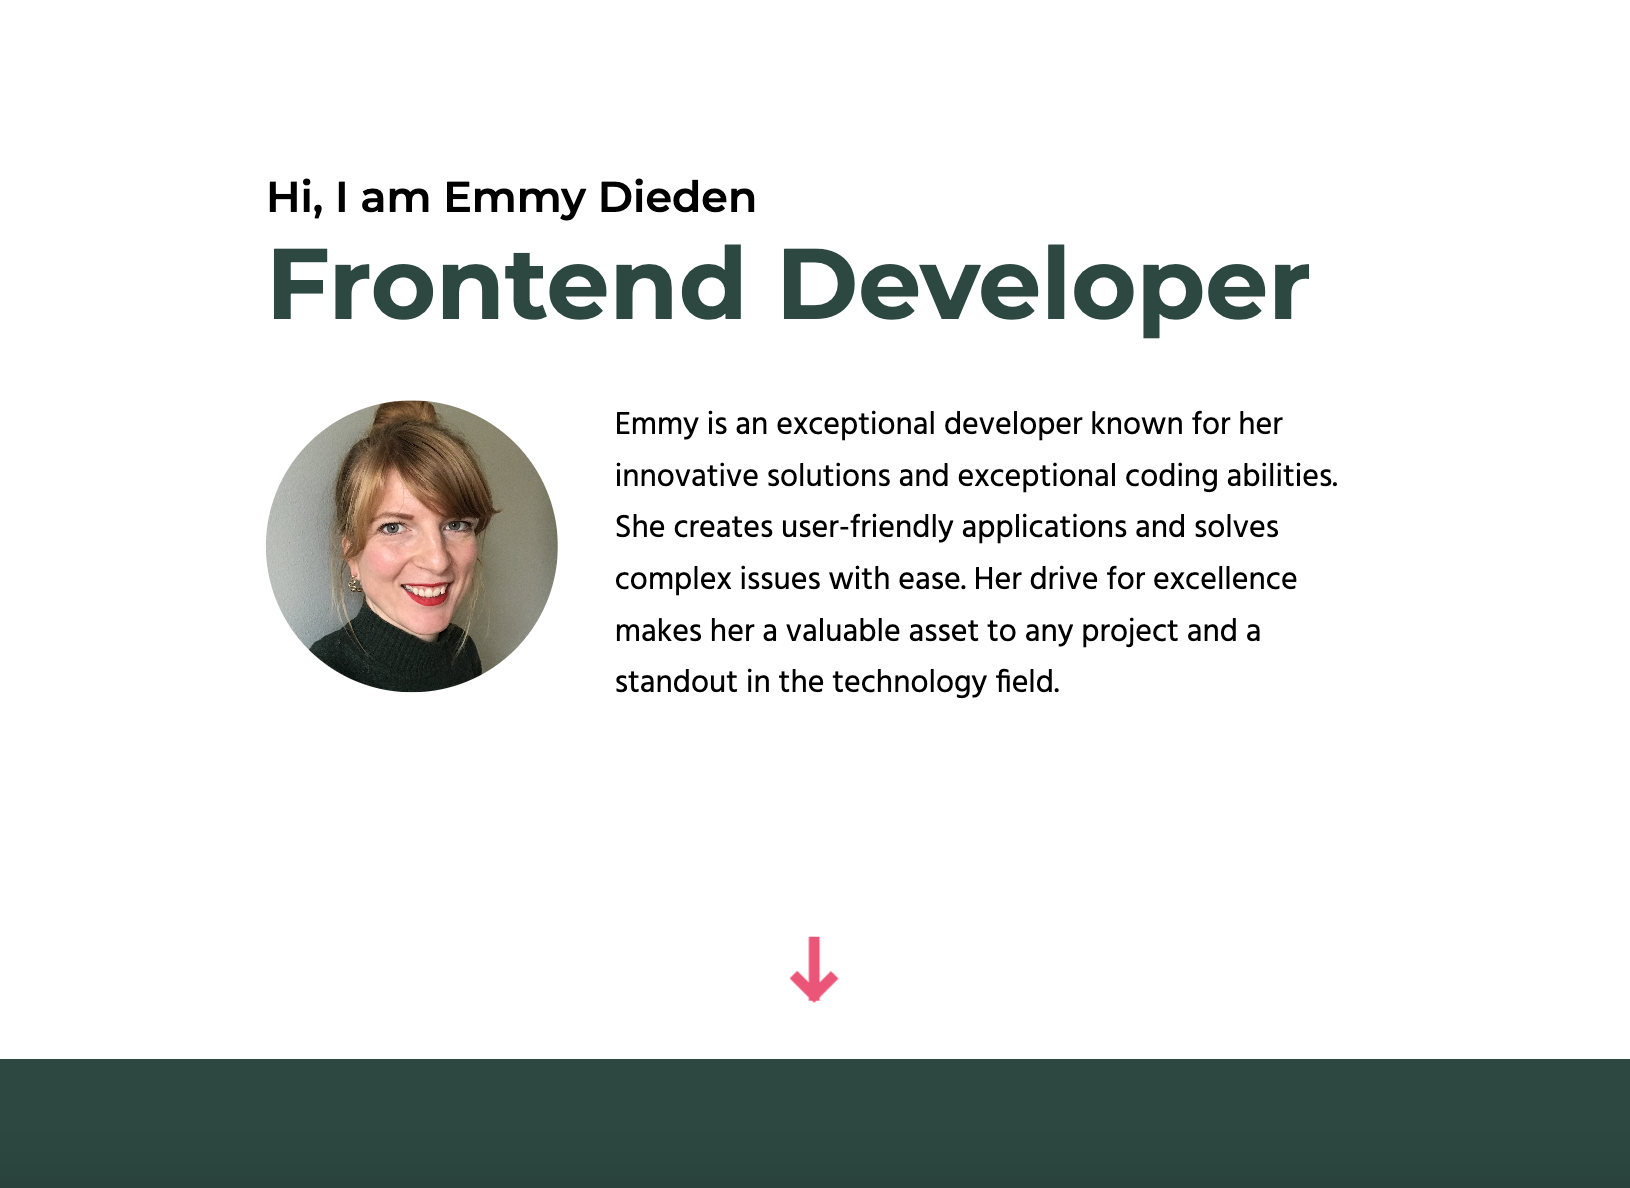 Hi, I am Emmy Dieden
Frontend Developer
Emmy is an exceptional developer known for her
innovative solutions and exceptional coding abilities.
She creates user-friendly applications and solves
complex issues with ease. Her drive for excellence
makes her a valuable asset to any project and a
standout in the technology field.